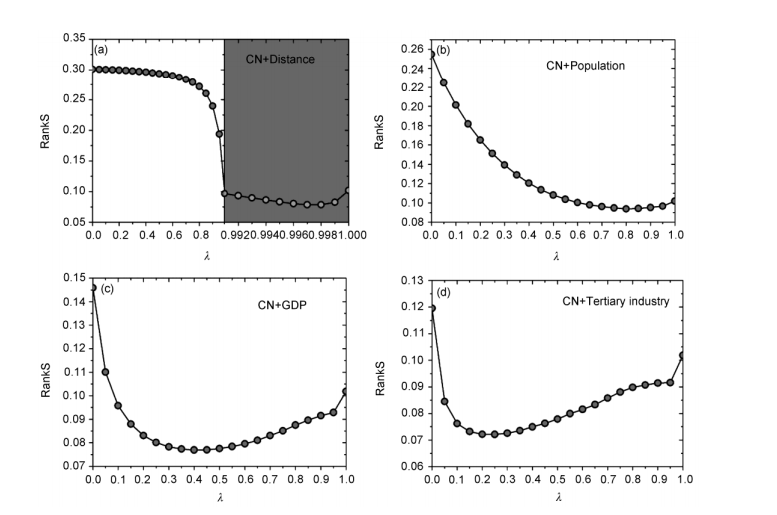 (a)
CN+Distance
RankS
0.35
0.30
0.25
0.20
0.15
0.10
0.05
0.0 0.2 0.4 0.6 0.8 0.9920.9940.9960.9981.000
λ
(b)
CN+Population
RankS
0.26
0.24
0.22
0.20
0.18
0.16
0.14
0.12
0.10
0.08
0.0 0.1 0.2 0.3 0.4 0.5 0.6 0.7 0.8 0.9 1.0
λ
(c)
CN+GDP
RankS
0.15
0.14
0.13
0.12
0.11
0.10
0.09
0.08
0.07
0.0 0.1 0.2 0.3 0.4 0.5 0.6 0.7 0.8 0.9 1.0
λ
(d)
CN+Tertiary industry
RankS
0.13
0.12
0.11
0.10
0.09
0.08
0.07
0.06
0.0 0.1 0.2 0.3 0.4 0.5 0.6 0.7 0.8 0.9 1.0
λ